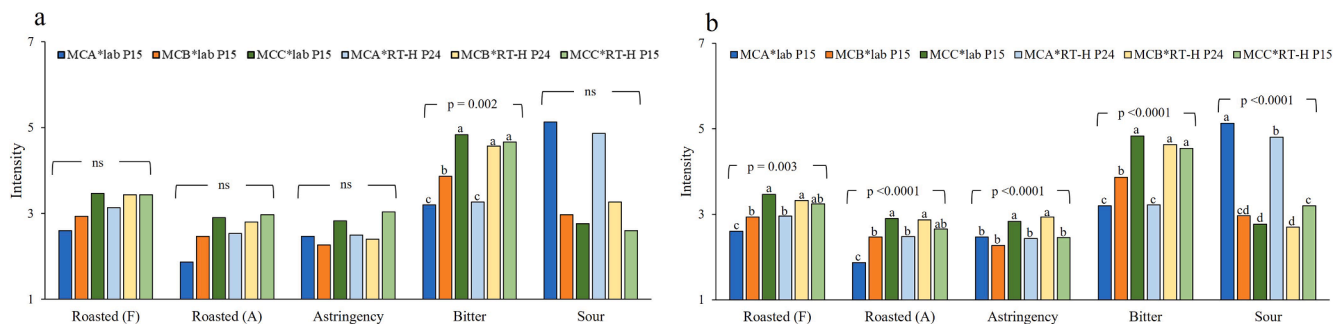 a
7
MCA*lab P15 MCB*lab P15 MCC*lab P15 MCA*RT-H P24 MCB*RT-H P24 MCC*RT-H P15
ns
p = 0.002
a
a
a
5
b
ns
ns
ns
c
c
3
1
Intensity
Roasted (F) Roasted (A) Astringency Bitter Sour
b
7
MCA*lab P15 MCB*lab P15 MCC*lab P15 MCA*RT-H P24 MCB*RT-H P24 MCC*RT-H P15
p <0.0001 p <0.0001
5
p = 0.003
p <0.0001 p <0.0001
3
c b a b a ab
c b a b a ab
b b a b a b
c b a c a a
a cd d b d c
1
Intensity
Roasted (F) Roasted (A) Astringency Bitter Sour